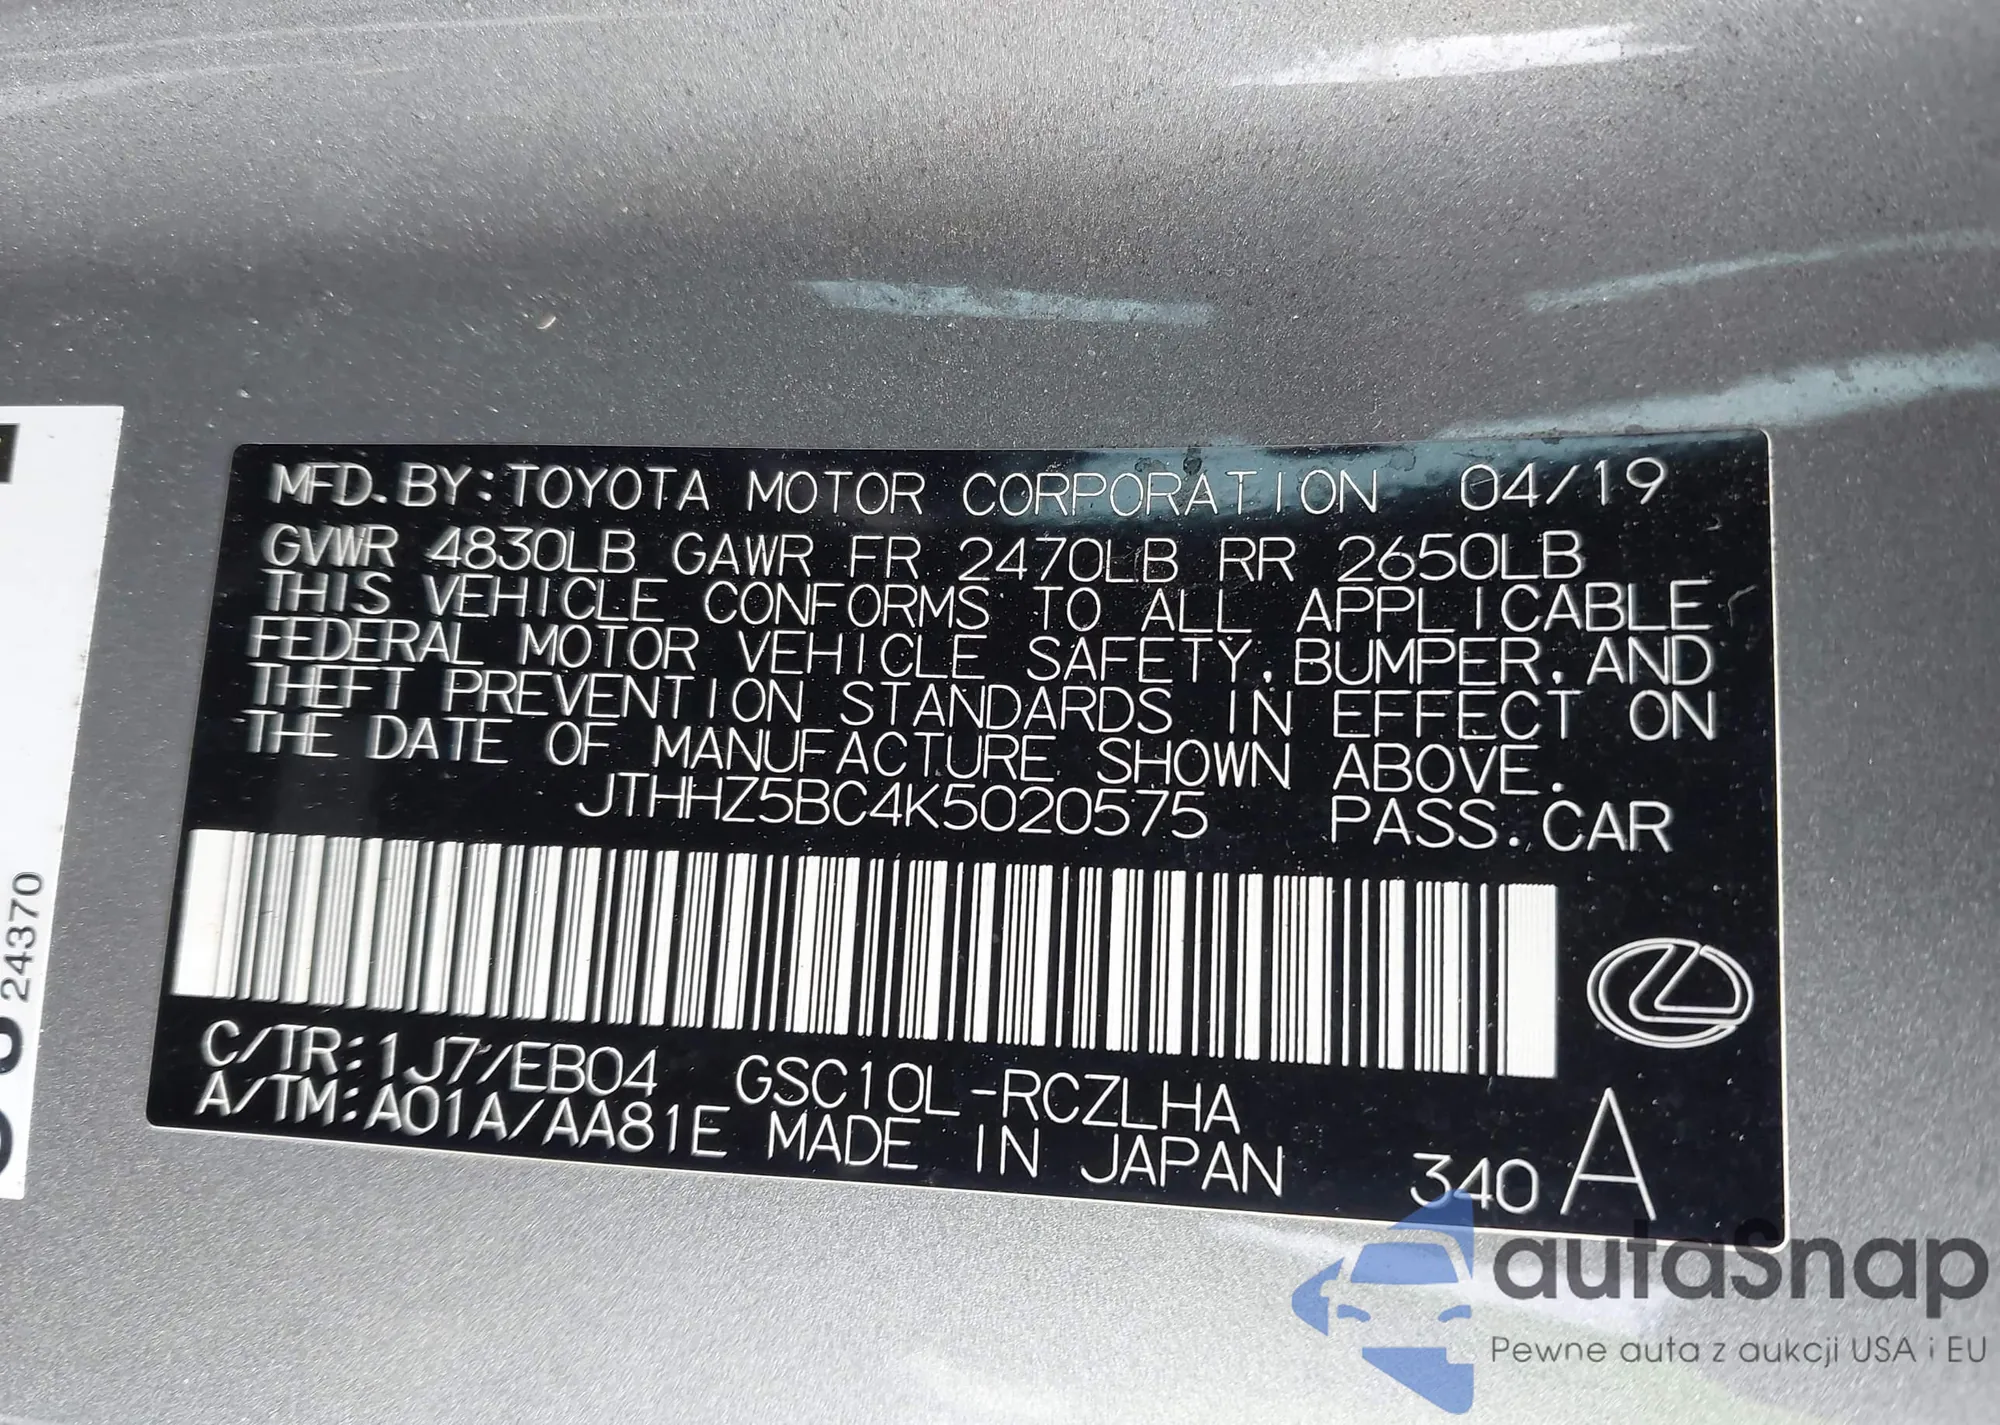 MFD.BY:TOYOTA MOTOR CORPORATION 04/19
GVWR 4830LB GAWR FR 2470LB RR 2650LB
THIS VEHICLE CONFORMS TO ALL APPLICABLE
FEDERAL MOTOR VEHICLE SAFETY,BUMPER,AND
THEFT PREVENTION STANDARDS IN EFFECT ON
THE DATE OF MANUFACTURE SHOWN ABOVE.
JTHHZ5BC4K5020575 PASS.CAR
C/TR:1J7/EB04 GSC10L-RCZLHA
A/TM:A01A/AA81E MADE IN JAPAN 340 A
24370
autasnap
Pewne auta z aukcji USA i EU